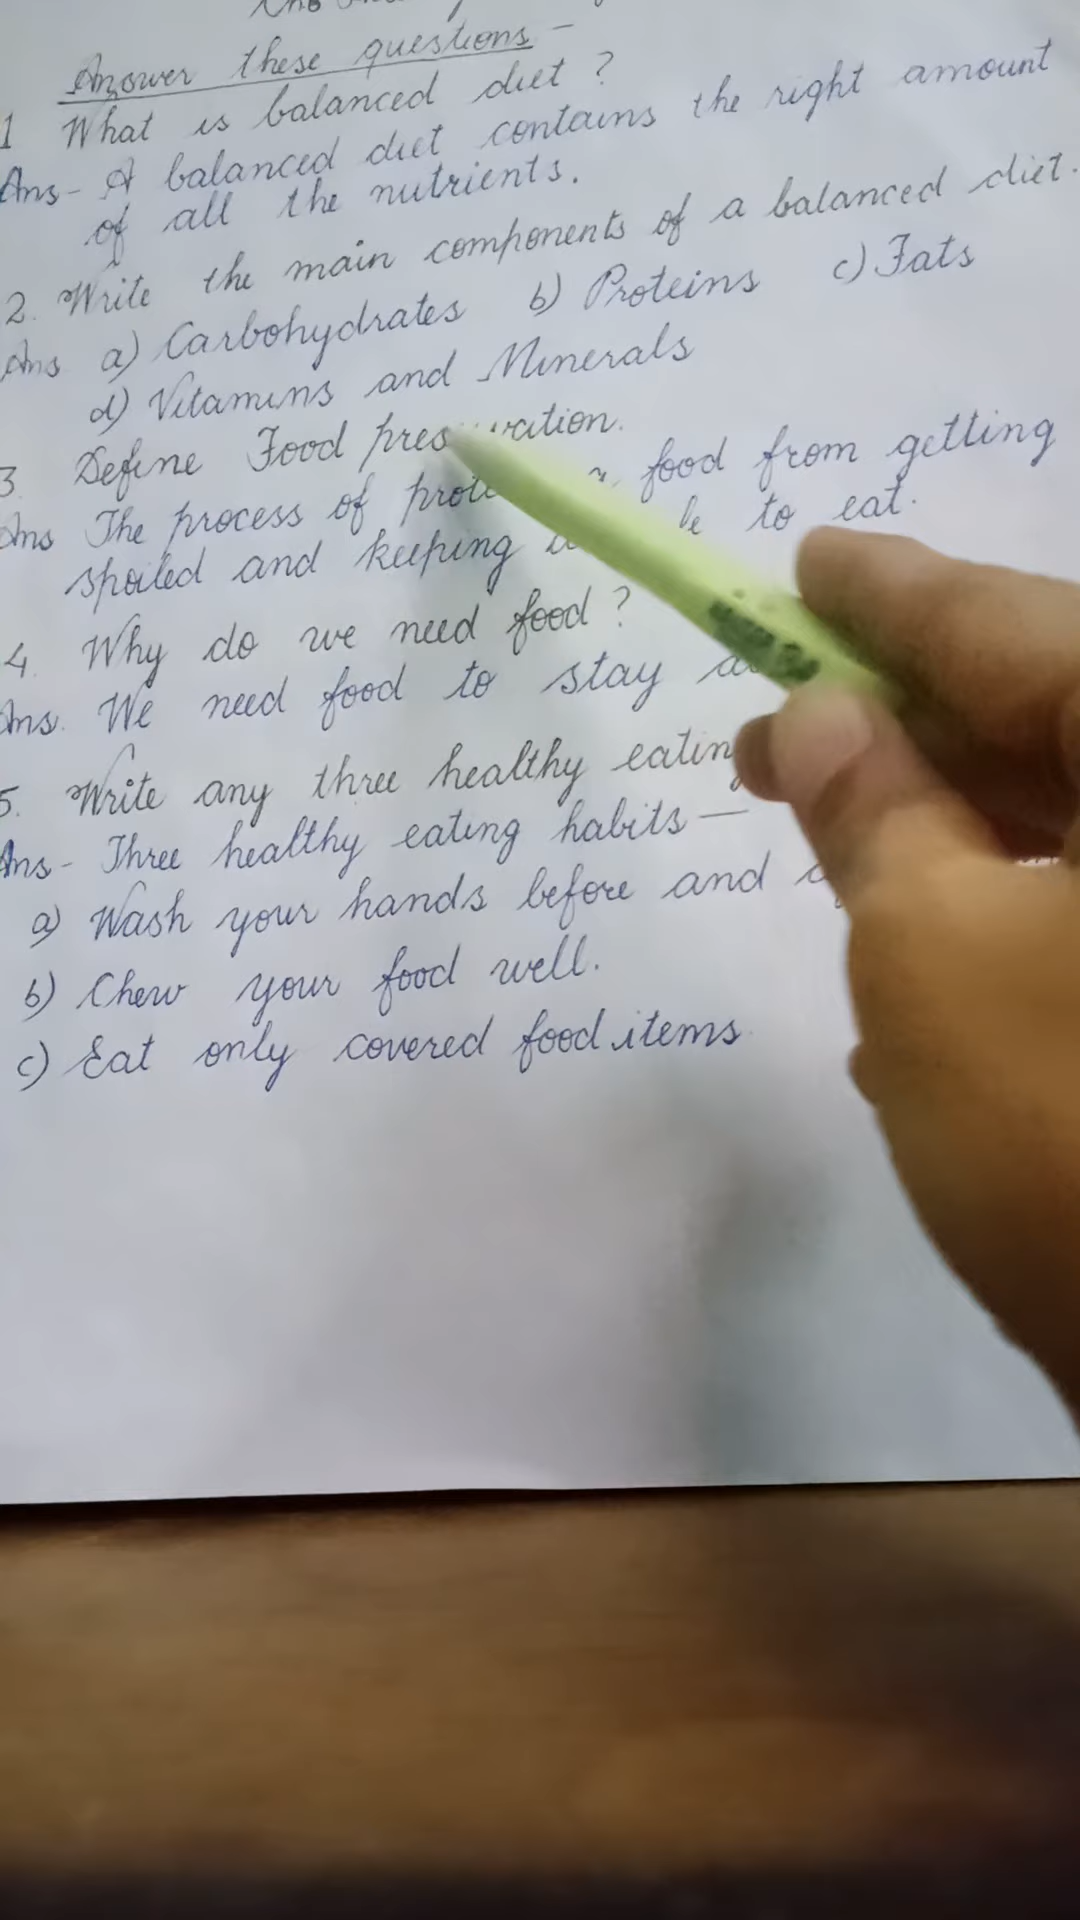 Answer these questions -
1 What is balanced diet ?
Ans - A balanced diet contains the right amount
of all the nutrients.
2. Write the main components of a balanced diet.
Ans a) Carbohydrates b) Proteins c) Fats
d) Vitamins and Minerals
3. Define Food
Ans The process of food from getting
spoiled and keeping to eat.
4. Why do we need food ?
Ans. We need food to stay
5. Write any three healthy
Ans - Three healthy eating habits —
a) Wash your hands before and
b) Chew your food well.
c) Eat only covered food items